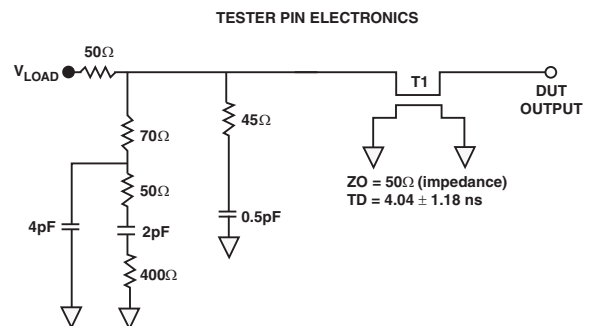 TESTER PIN ELECTRONICS
50Ω
VLOAD
T1
DUT
OUTPUT
70Ω
45Ω
50Ω
ZO = 50Ω (impedance)
TD = 4.04 ± 1.18 ns
4pF
2pF
0.5pF
400Ω